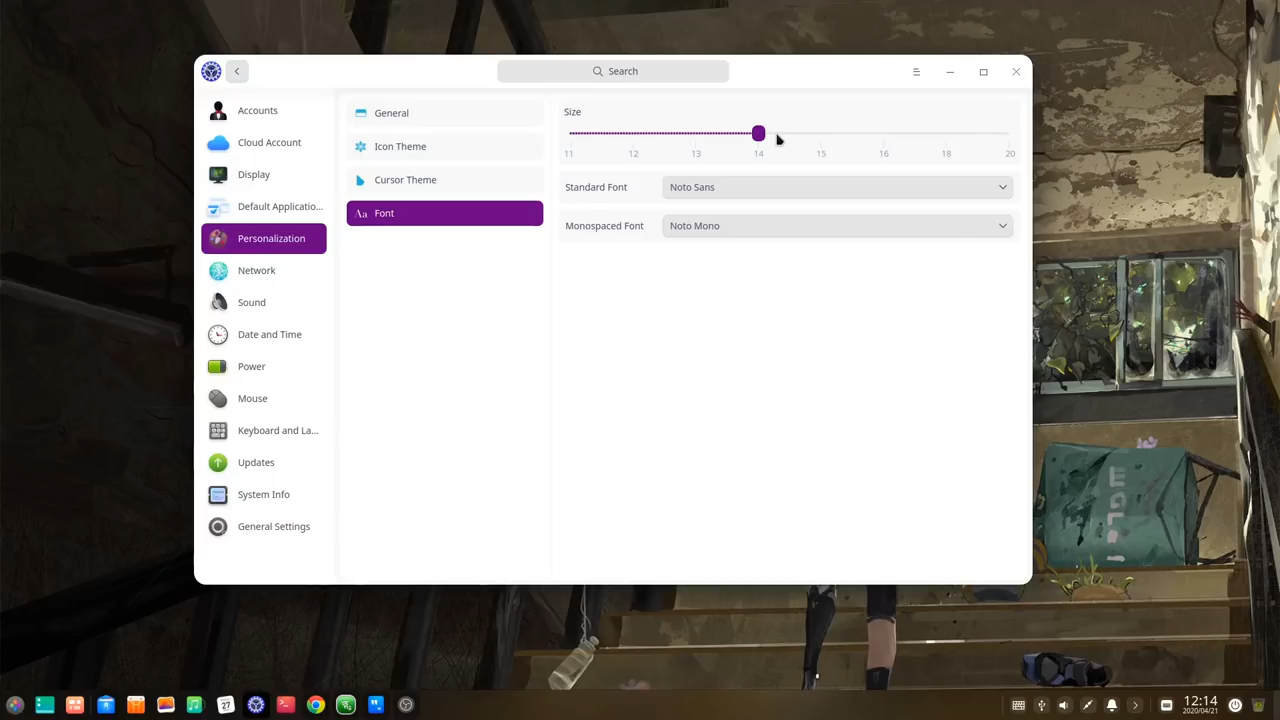 Search
Accounts
Cloud Account
Display
Default Applicatio...
Personalization
Network
Sound
Date and Time
Power
Mouse
Keyboard and La...
Updates
System Info
General Settings
General
Icon Theme
Cursor Theme
Aa Font
Size
11 12 13 14 15 16 18 20
Standard Font Noto Sans
Monospaced Font Noto Mono
27
12:14
2020/04/21